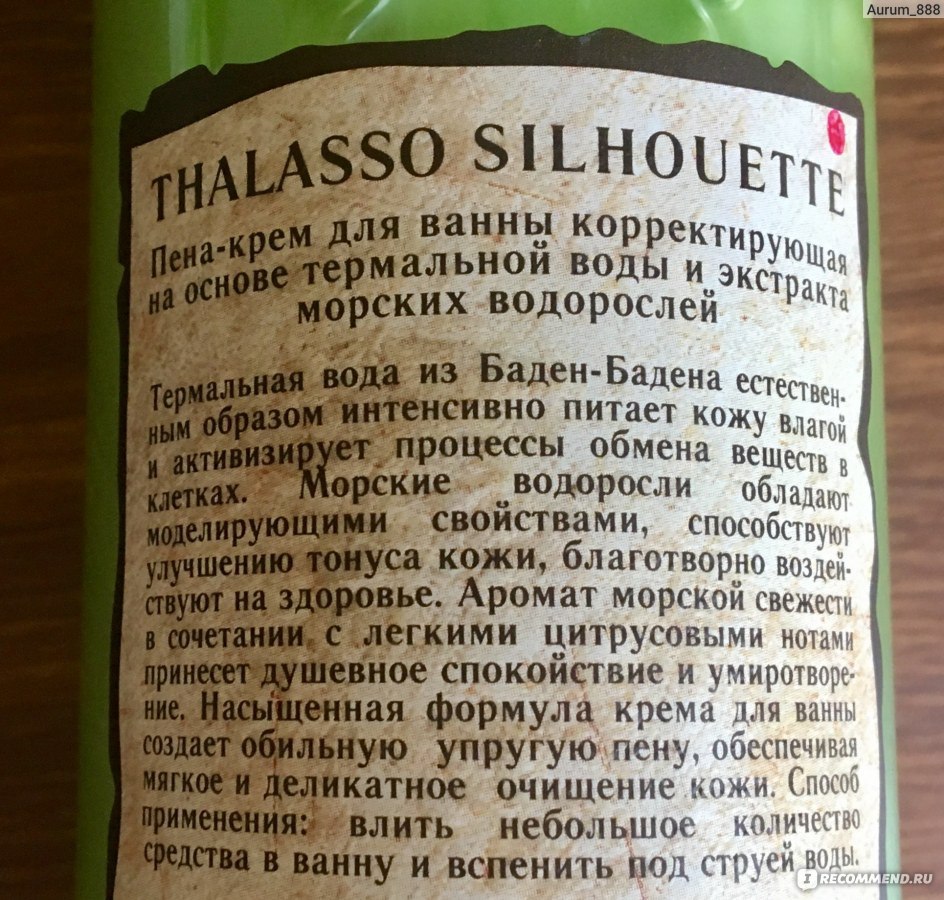 Aurum_888
THALASSO SILHOUETTE
Пена-крем для ванны корректирующая
на основе термальной воды и экстракта
морских водорослей
Термальная вода из Баден-Бадена естествен-
ным образом интенсивно питает кожу влагой
и активизирует процессы обмена веществ в
клетках. Морские водоросли обладают
моделирующими свойствами, способствуют
улучшению тонуса кожи, благотворно воздей-
ствуют на здоровье. Аромат морской свежести
в сочетании с легкими цитрусовыми нотами
принесет душевное спокойствие и умиротворе-
ние. Насыщенная формула крема для ванны
создает обильную упругую пену, обеспечивая
мягкое и деликатное очищение кожи. Способ
применения: влить небольшое количество
средства в ванну и вспенить под струей воды.
IRECOMMEND.RU